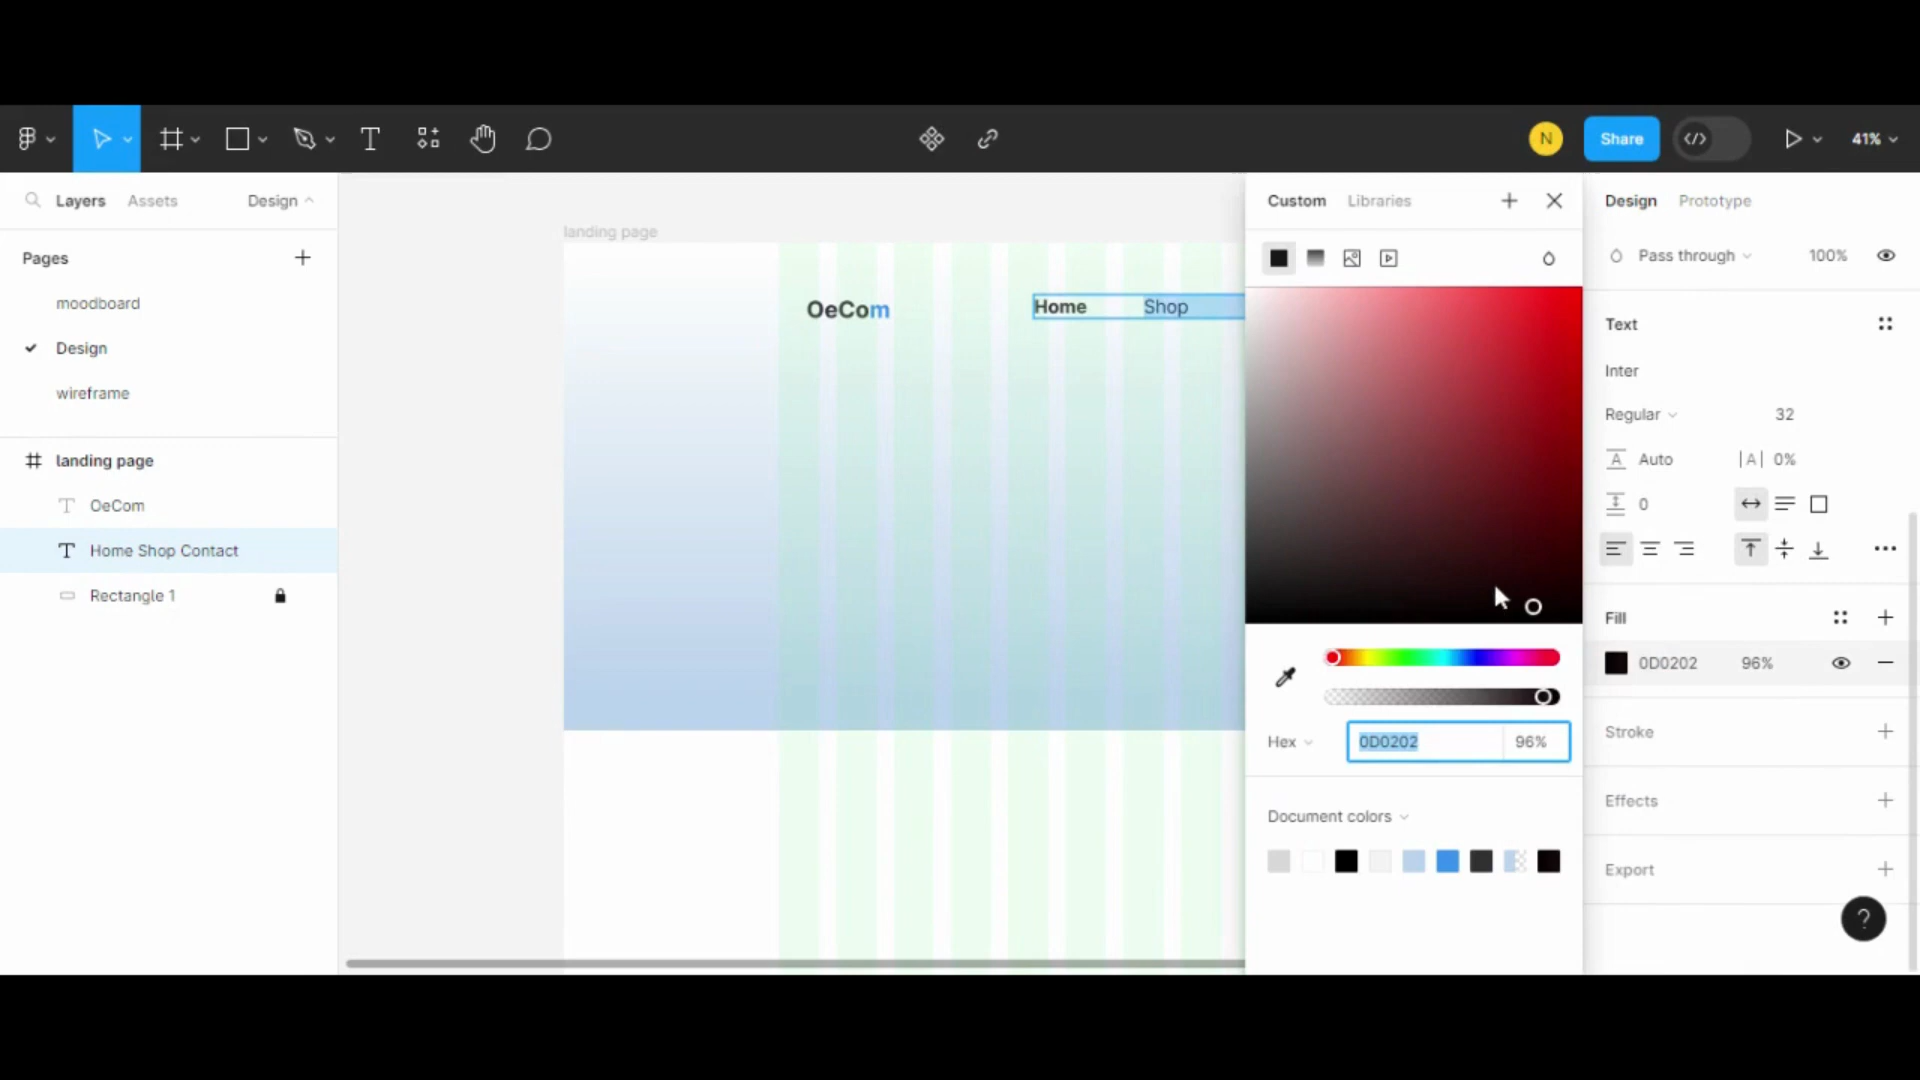 N
Share
41%
Layers
Assets
Design
Pages
moodboard
Design
wireframe
landing page
OeCom
Home Shop Contact
Rectangle 1
landing page
OeCom
Home Shop
Custom
Libraries
Hex
0D0202
96%
Document colors
Design
Prototype
Pass through
100%
Text
Inter
Regular
32
A Auto
|A| 0%
0
Fill
0D0202
96%
Stroke
Effects
Export
?